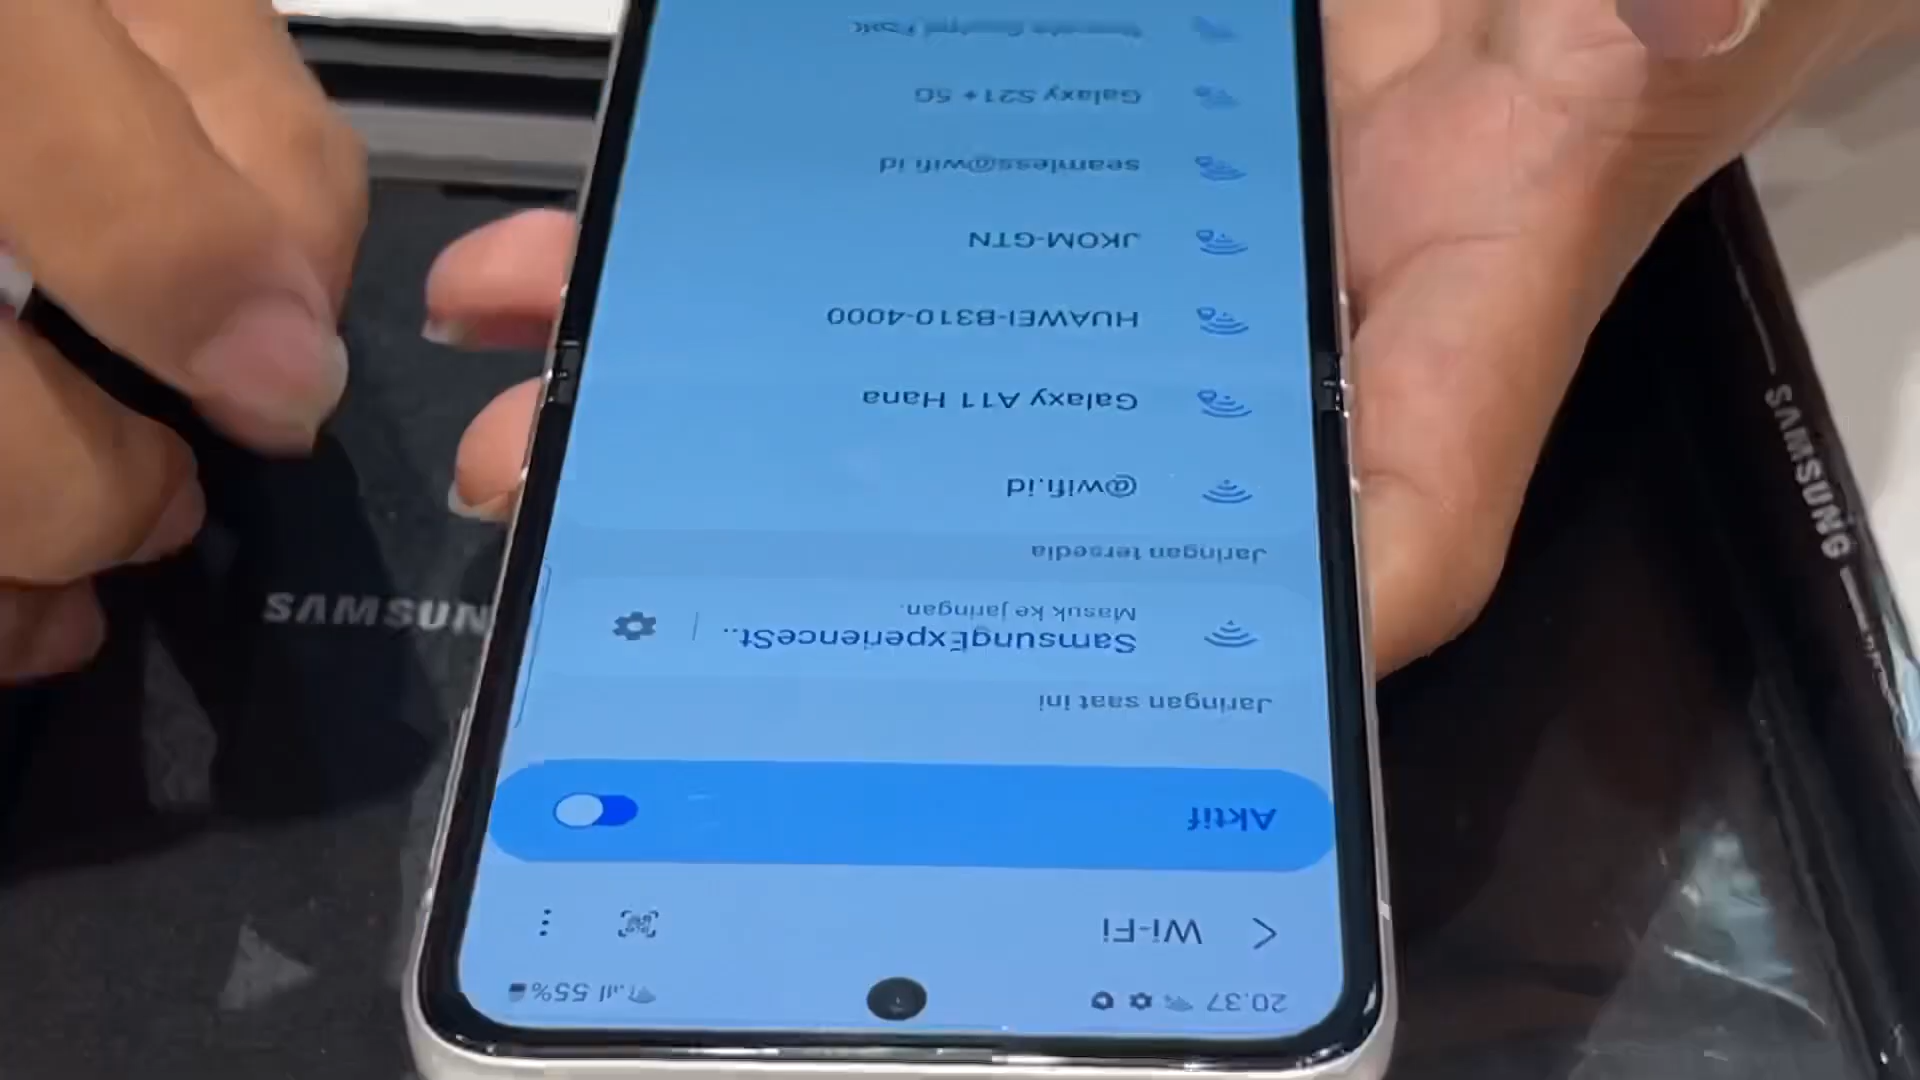 20.37
55%
Wi-Fi
Aktif
Jaringan saat ini
SamsungExperienceSt..
Masuk ke jaringan.
Jaringan tersedia
@wifi.id
Galaxy A11 Hana
HUAWEI-B310-4000
JKOM-GTN
seamless@wifi.id
Galaxy S21+ 5G
SAMSUN
SAMSUNG